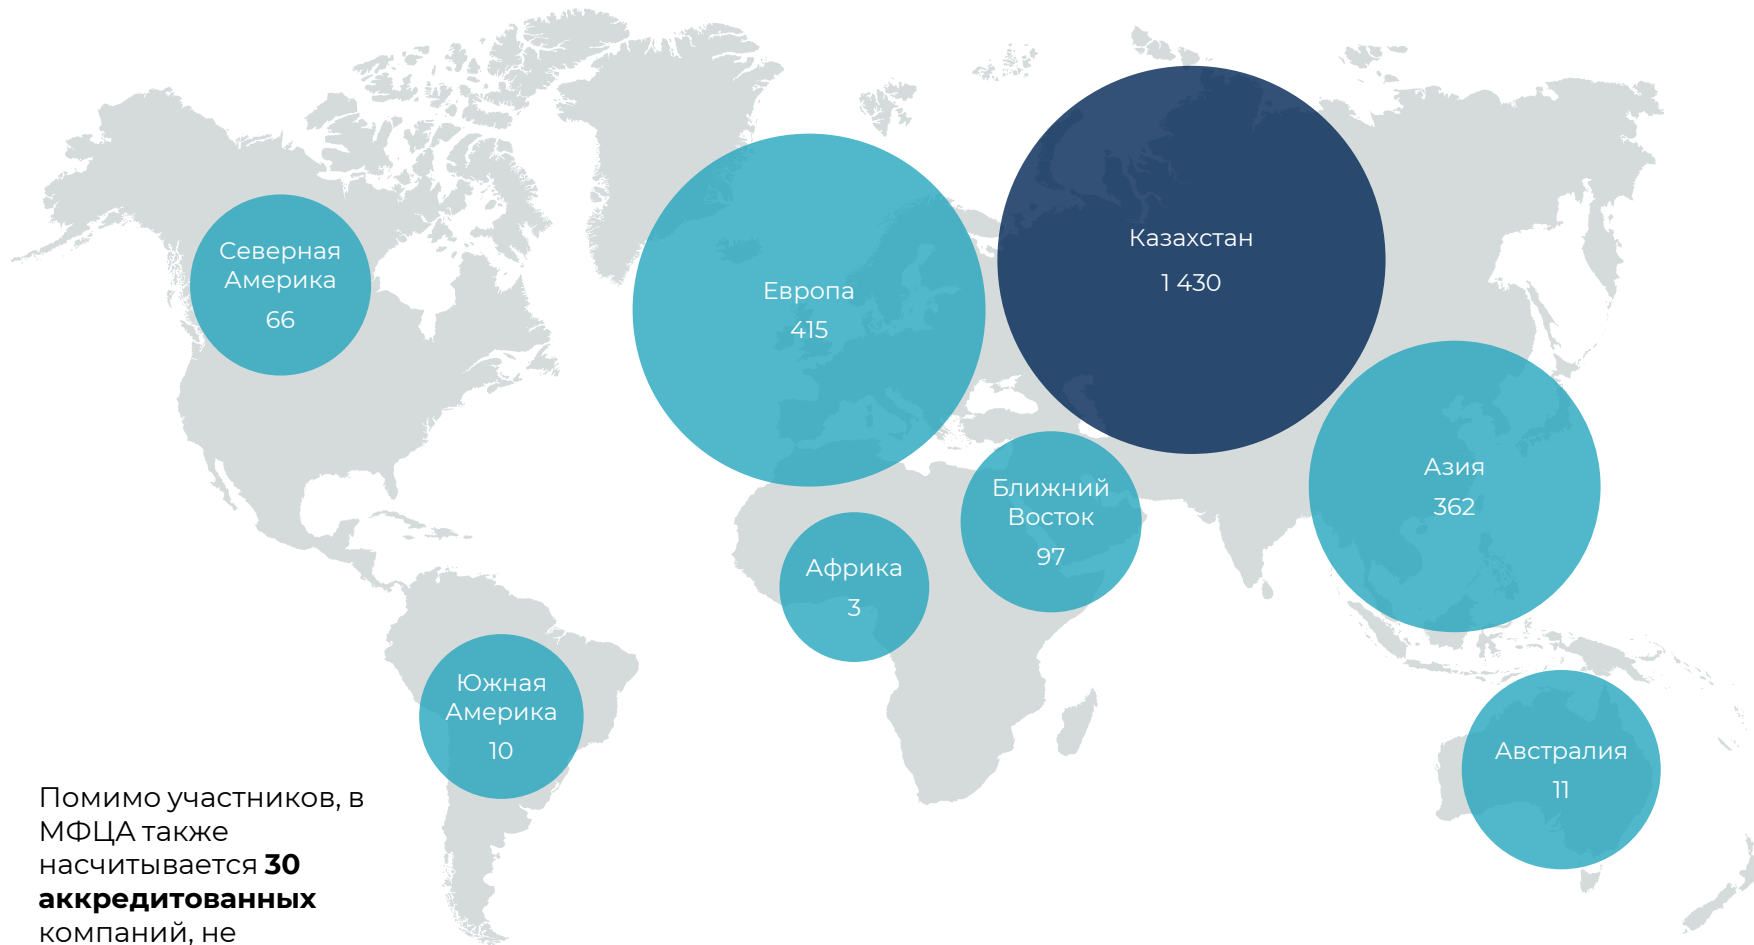 Северная
Америка
66
Европа
415
Казахстан
1 430
Азия
362
Ближний
Восток
97
Африка
3
Южная
Америка
10
Австралия
11
Помимо участников, в
МФЦА также
насчитывается 30
аккредитованных
компаний, не